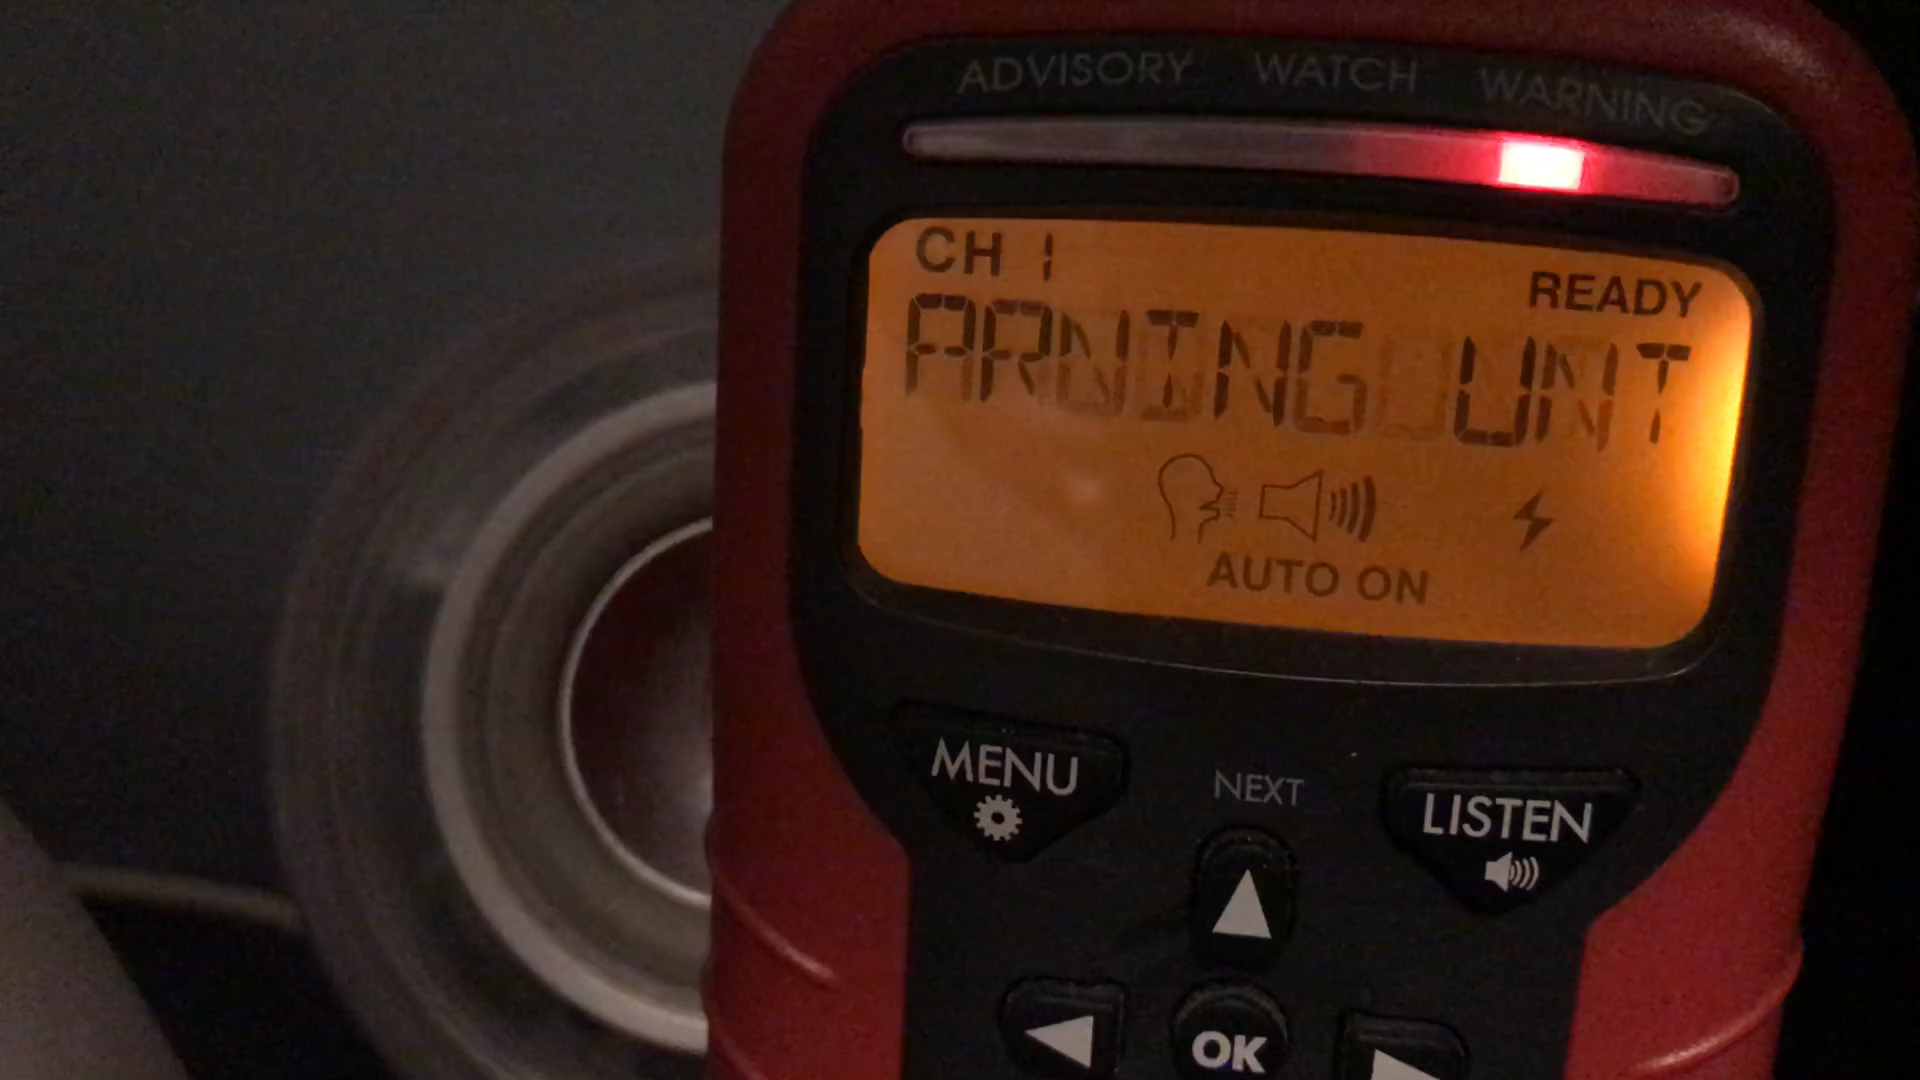 ADVISORY WATCH WARNING
CH 1
READY
ARNING UNT
AUTO ON
MENU
NEXT
LISTEN
OK